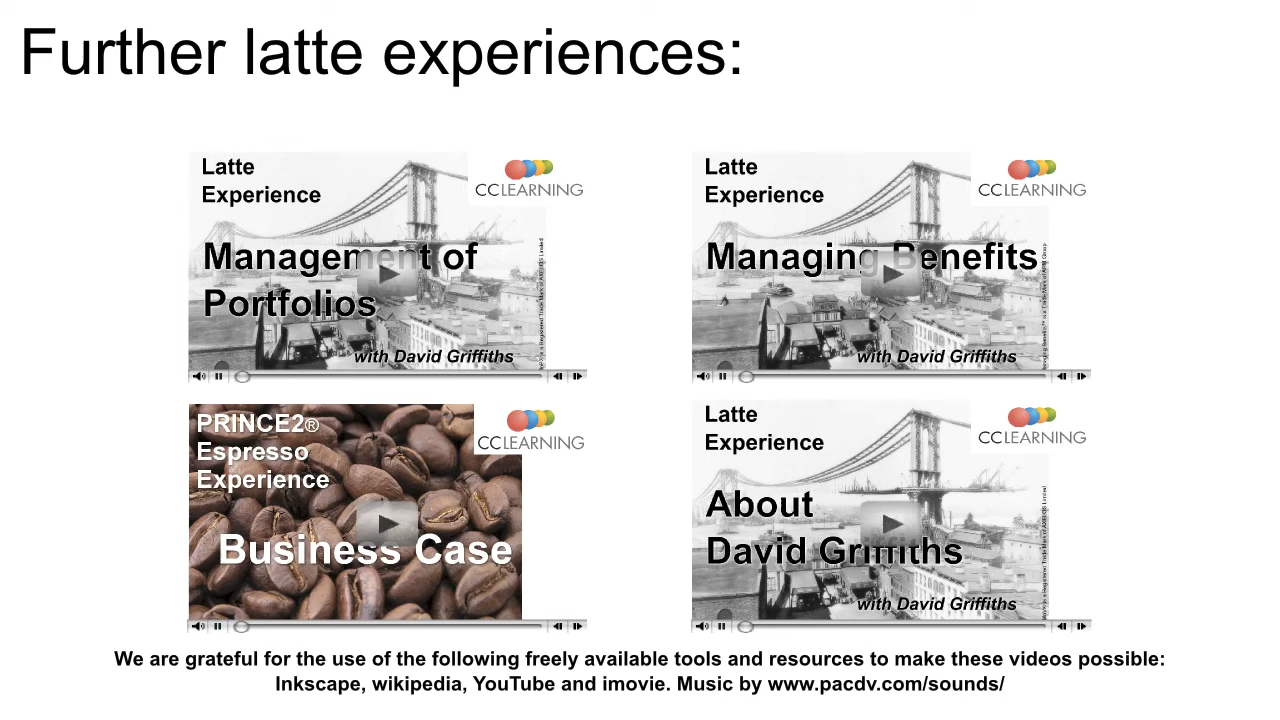 Further latte experiences:
Latte
Experience
CCLEARNING
Management of
Portfolios
with David Griffiths
Latte
Experience
CCLEARNING
Managing Benefits
with David Griffiths
PRINCE2®
Espresso
Experience
CCLEARNING
Business Case
Latte
Experience
CCLEARNING
About
David Griffiths
with David Griffiths
We are grateful for the use of the following freely available tools and resources to make these videos possible:
Inkscape, wikipedia, YouTube and imovie. Music by www.pacdv.com/sounds/